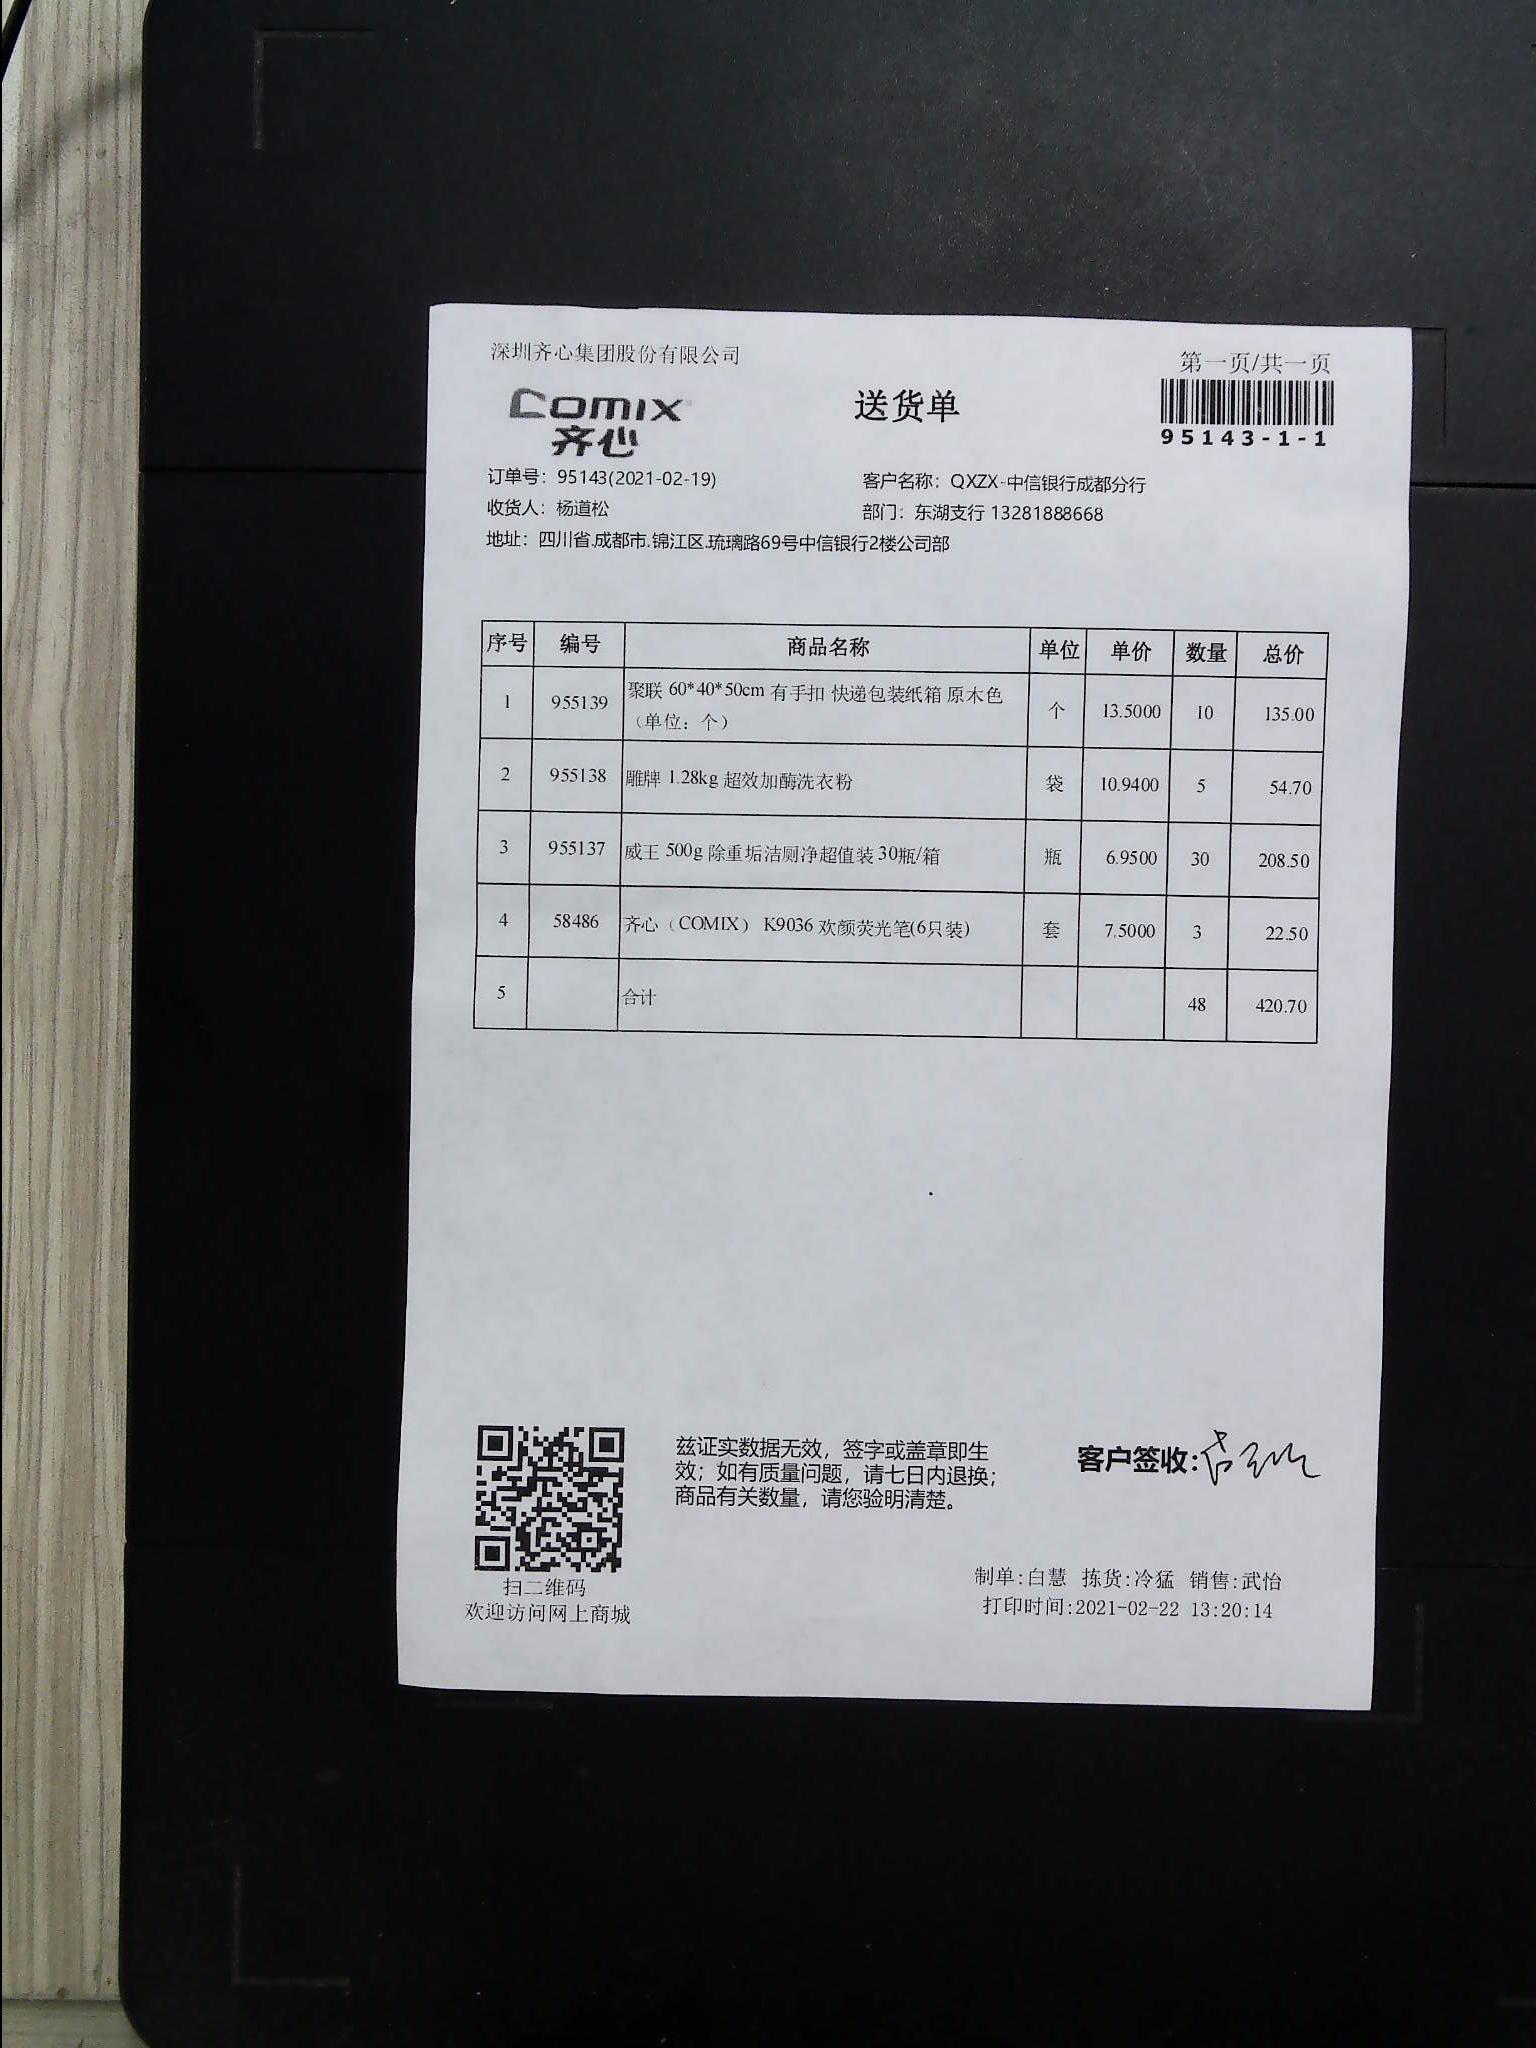 深圳齐心集团股份有限公司
第一页/共一页
comix
齐心
送货单
95143-1-1
订单号：95143(2021-02-19)
客户名称：QXZX-中信银行成都分行
收货人：杨道松
部门：东湖支行 13281888668
地址：四川省.成都市.锦江区.琉璃路69号中信银行2楼公司部
序号 编号 商品名称 单位 单价 数量 总价
1 955139 聚联 60*40*50cm 有手扣 快递包装纸箱 原木色 个 13.5000 10 135.00
（单位：个）
2 955138 雕牌 1.28kg 超效加酶洗衣粉 袋 10.9400 5 54.70
3 955137 威王 500g 除重垢洁厕净超值装 30瓶/箱 瓶 6.9500 30 208.50
4 58486 齐心（COMIX） K9036 欢颜荧光笔(6只装) 套 7.5000 3 22.50
5 合计 48 420.70
兹证实数据无效，签字或盖章即生
效；如有质量问题，请七日内退换；
商品有关数量，请您验明清楚。
客户签收:
扫二维码
欢迎访问网上商城
制单:白慧 拣货:冷猛 销售:武怡
打印时间:2021-02-22 13:20:14